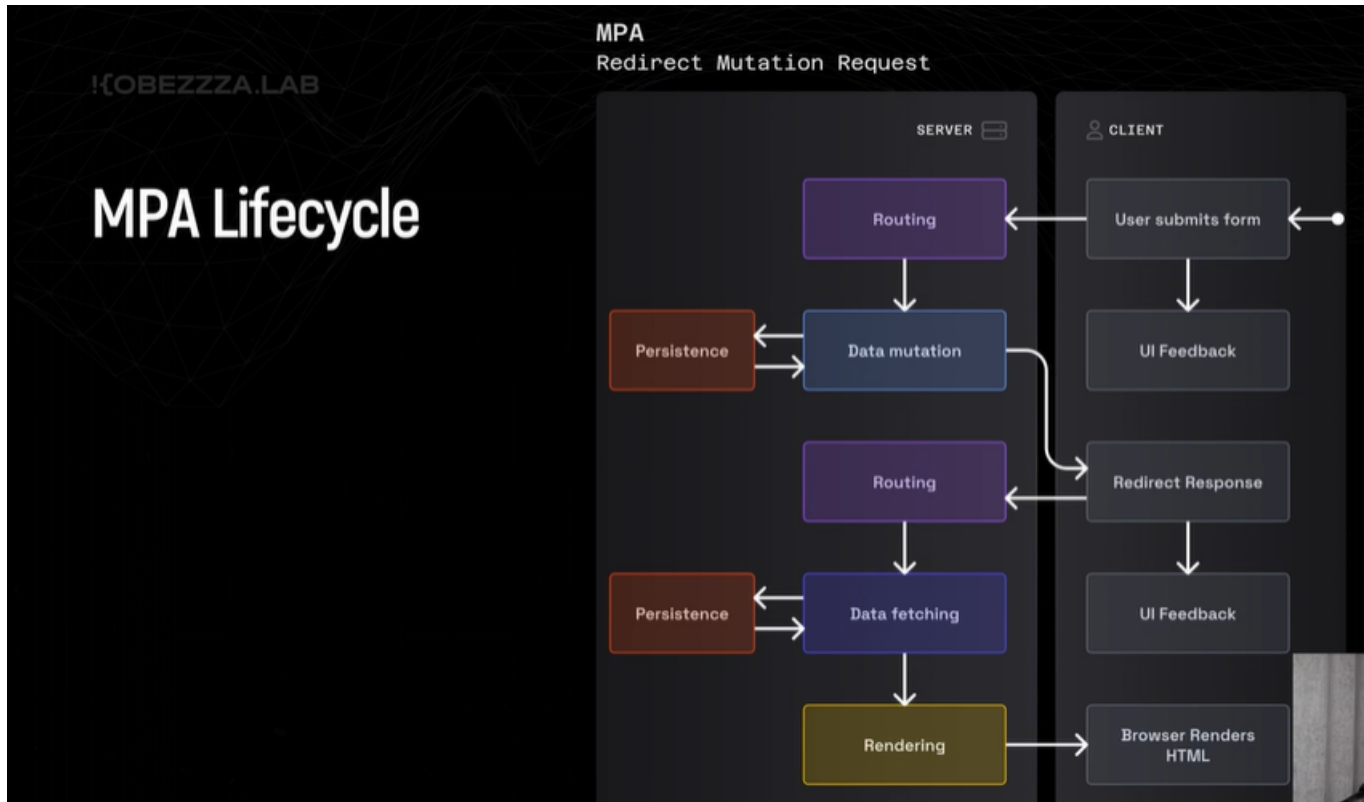 MPA
Redirect Mutation Request
!{OBEZZZA.LAB
MPA Lifecycle
SERVER
CLIENT
Routing
User submits form
Persistence
Data mutation
UI Feedback
Routing
Redirect Response
Persistence
Data fetching
UI Feedback
Rendering
Browser Renders
HTML